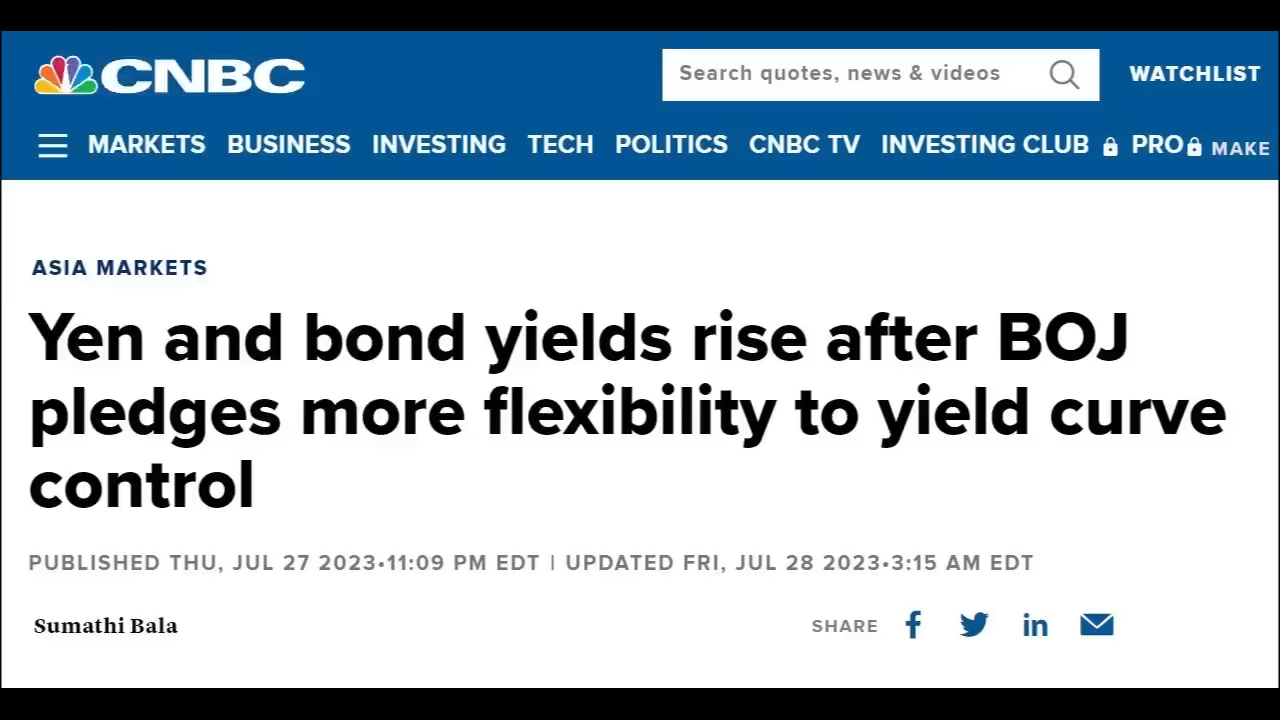 CNBC
Search quotes, news & videos
WATCHLIST
MARKETS BUSINESS INVESTING TECH POLITICS CNBC TV INVESTING CLUB PRO MAKE
ASIA MARKETS
Yen and bond yields rise after BOJ
pledges more flexibility to yield curve
control
PUBLISHED THU, JUL 27 2023•11:09 PM EDT | UPDATED FRI, JUL 28 2023•3:15 AM EDT
Sumathi Bala
SHARE